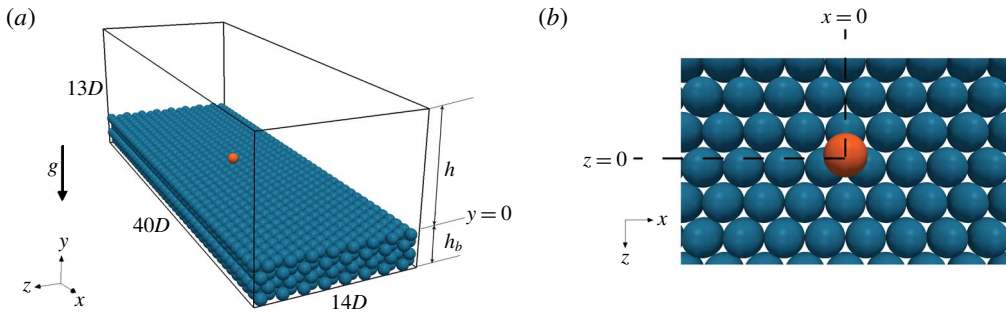 (a)
13D
g
h
y = 0
h_b
40D
14D
y
z
x
(b)
x = 0
z = 0
x
z